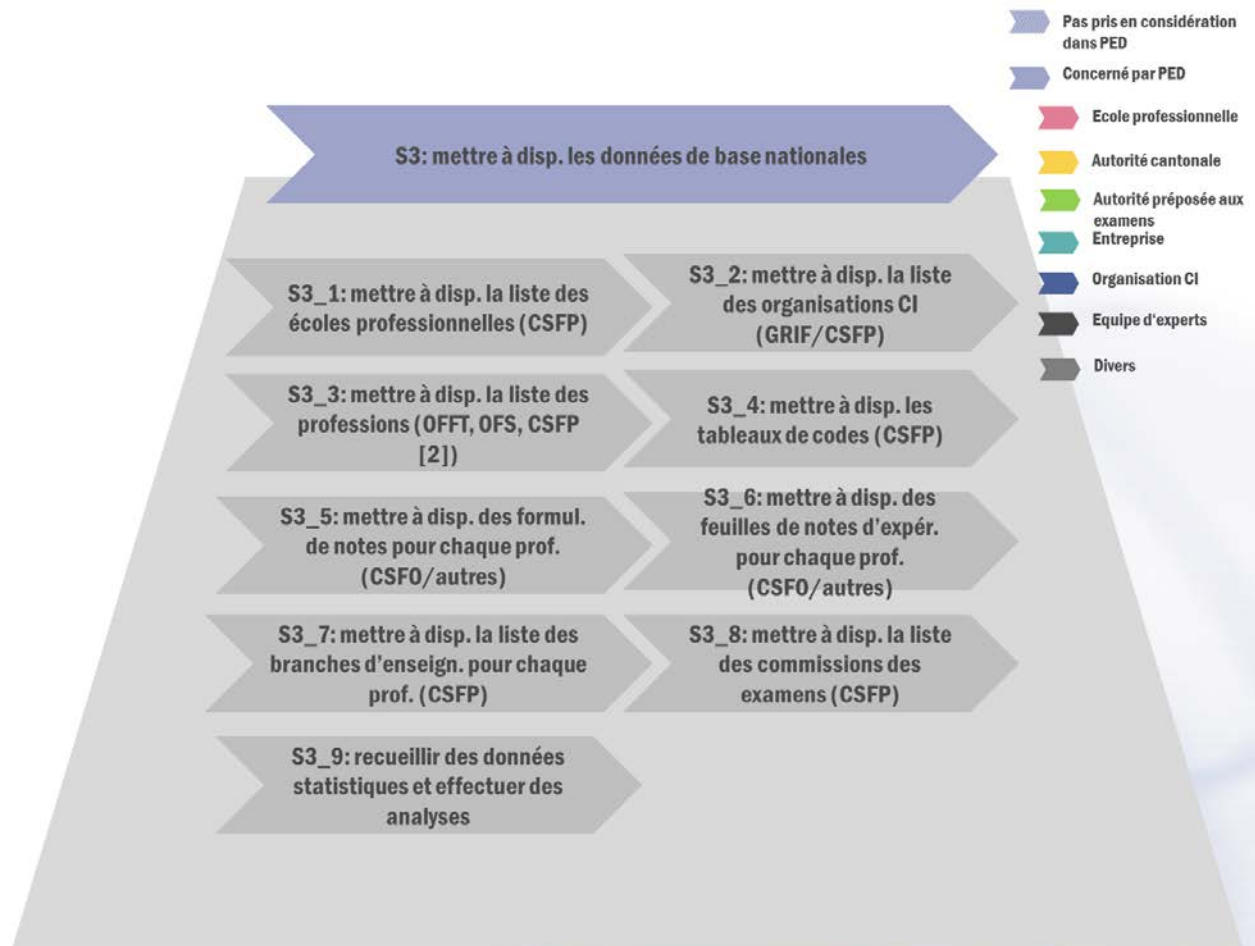 Pas pris en considération
dans PED
Concerné par PED
Ecole professionnelle
Autorité cantonale
Autorité préposée aux
examens
Entreprise
Organisation CI
Equipe d'experts
Divers
S3: mettre à disp. les données de base nationales
S3_1: mettre à disp. la liste des
écoles professionnelles (CSFP)
S3_2: mettre à disp. la liste
des organisations CI
(GRIF/CSFP)
S3_3: mettre à disp. la liste des
professions (OFFT, OFS, CSFP
[2])
S3_4: mettre à disp. les
tableaux de codes (CSFP)
S3_5: mettre à disp. des formul.
de notes pour chaque prof.
(CSFO/autres)
S3_6: mettre à disp. des
feuilles de notes d'expér.
pour chaque prof.
(CSFO/autres)
S3_7: mettre à disp. la liste des
branches d'enseign. pour chaque
prof. (CSFP)
S3_8: mettre à disp. la liste
des commissions des
examens (CSFP)
S3_9: recueillir des données
statistiques et effectuer des
analyses